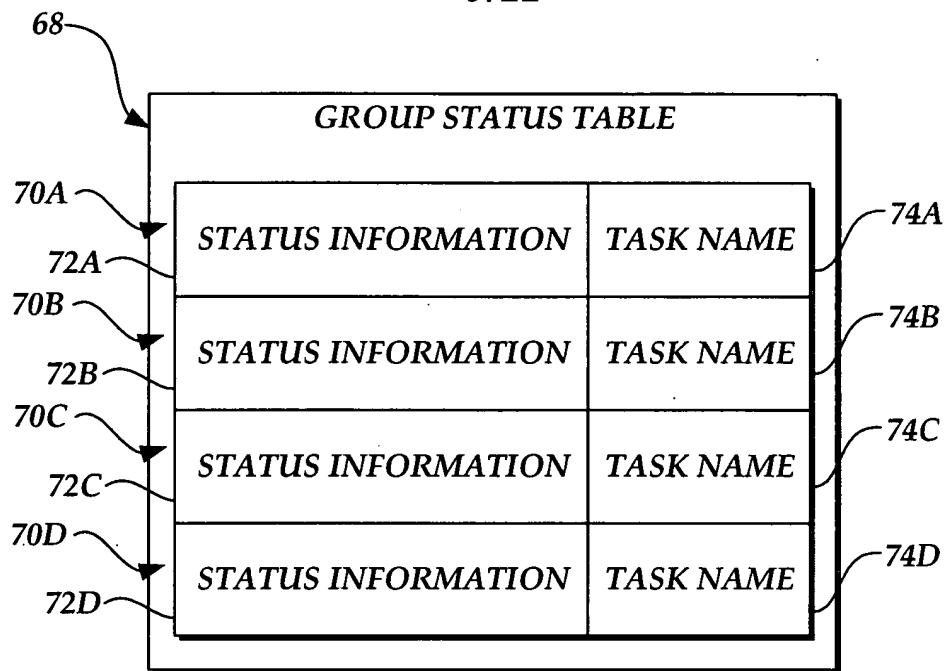 68
GROUP STATUS TABLE
70A
STATUS INFORMATION TASK NAME
74A
72A
70B
STATUS INFORMATION TASK NAME
74B
72B
70C
STATUS INFORMATION TASK NAME
74C
72C
70D
STATUS INFORMATION TASK NAME
74D
72D